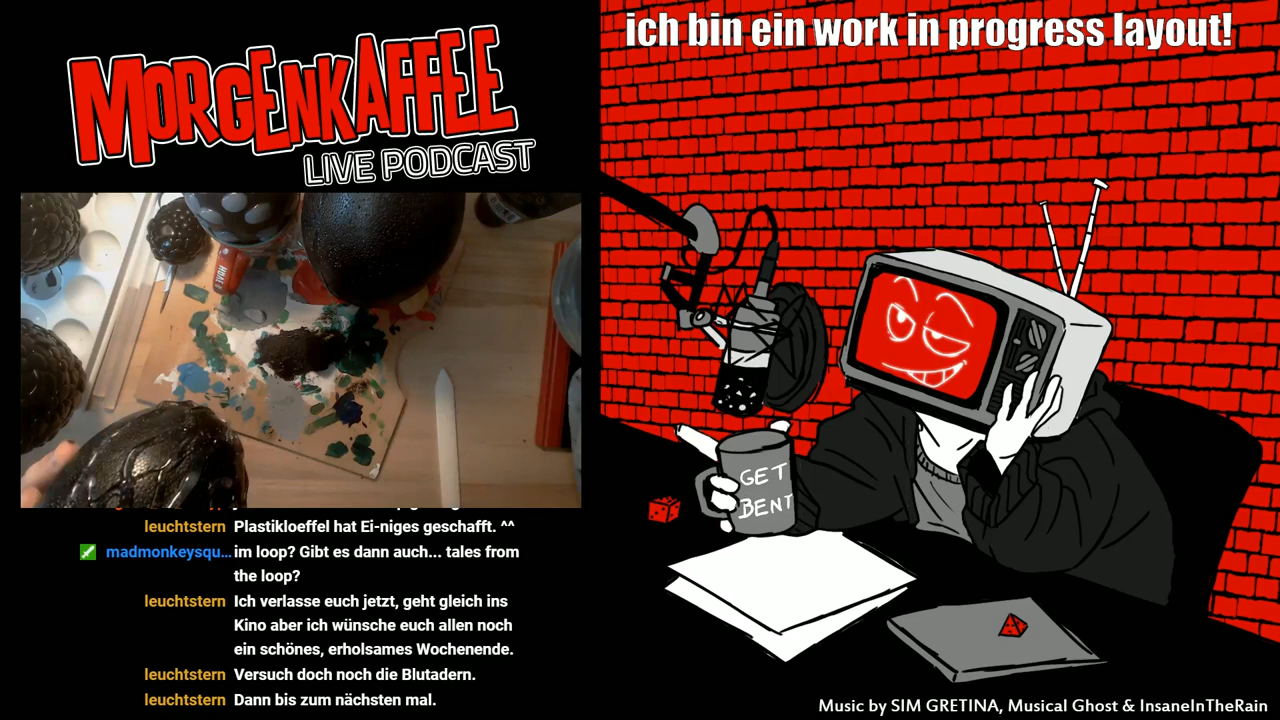 MORGENKAFFEE
LIVE PODCAST
ich bin ein work in progress layout!
GET
BENT
leuchtstern Plastikloeffel hat Ei-niges geschafft. ^^
madmonkeysqu... im loop? Gibt es dann auch... tales from
the loop?
leuchtstern Ich verlasse euch jetzt, geht gleich ins
Kino aber ich wünsche euch allen noch
ein schönes, erholsames Wochenende.
leuchtstern Versuch doch noch die Blutadern.
leuchtstern Dann bis zum nächsten mal.
Music by SIM GRETINA, Musical Ghost & InsaneInTheRain